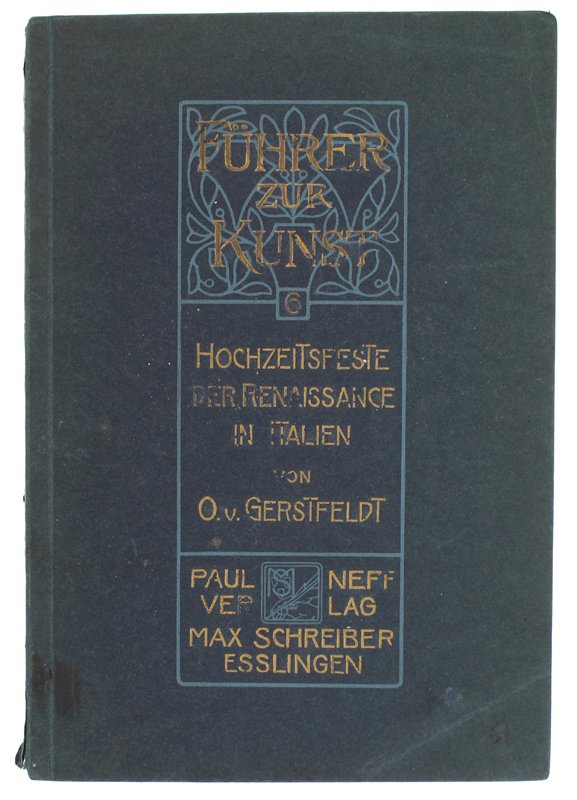 FÜHRER
ZUR
KUNST
6
HOCHZEITSFESTE
DER RENAISSANCE
IN ITALIEN
VON
O. v. GERSTFELDT
PAUL NEFF
VERLAG
MAX SCHREIBER
ESSLINGEN